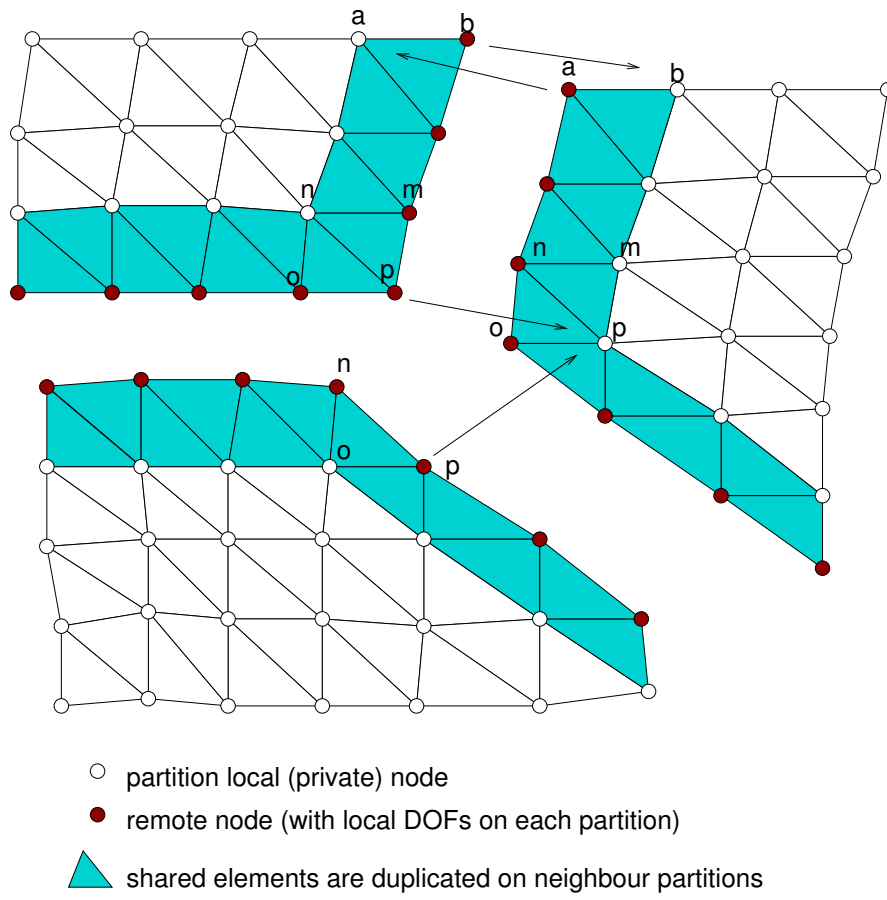 a
b
a
b
n
m
n
m
o
p
o
p
n
o
p
partition local (private) node
remote node (with local DOFs on each partition)
shared elements are duplicated on neighbour partitions